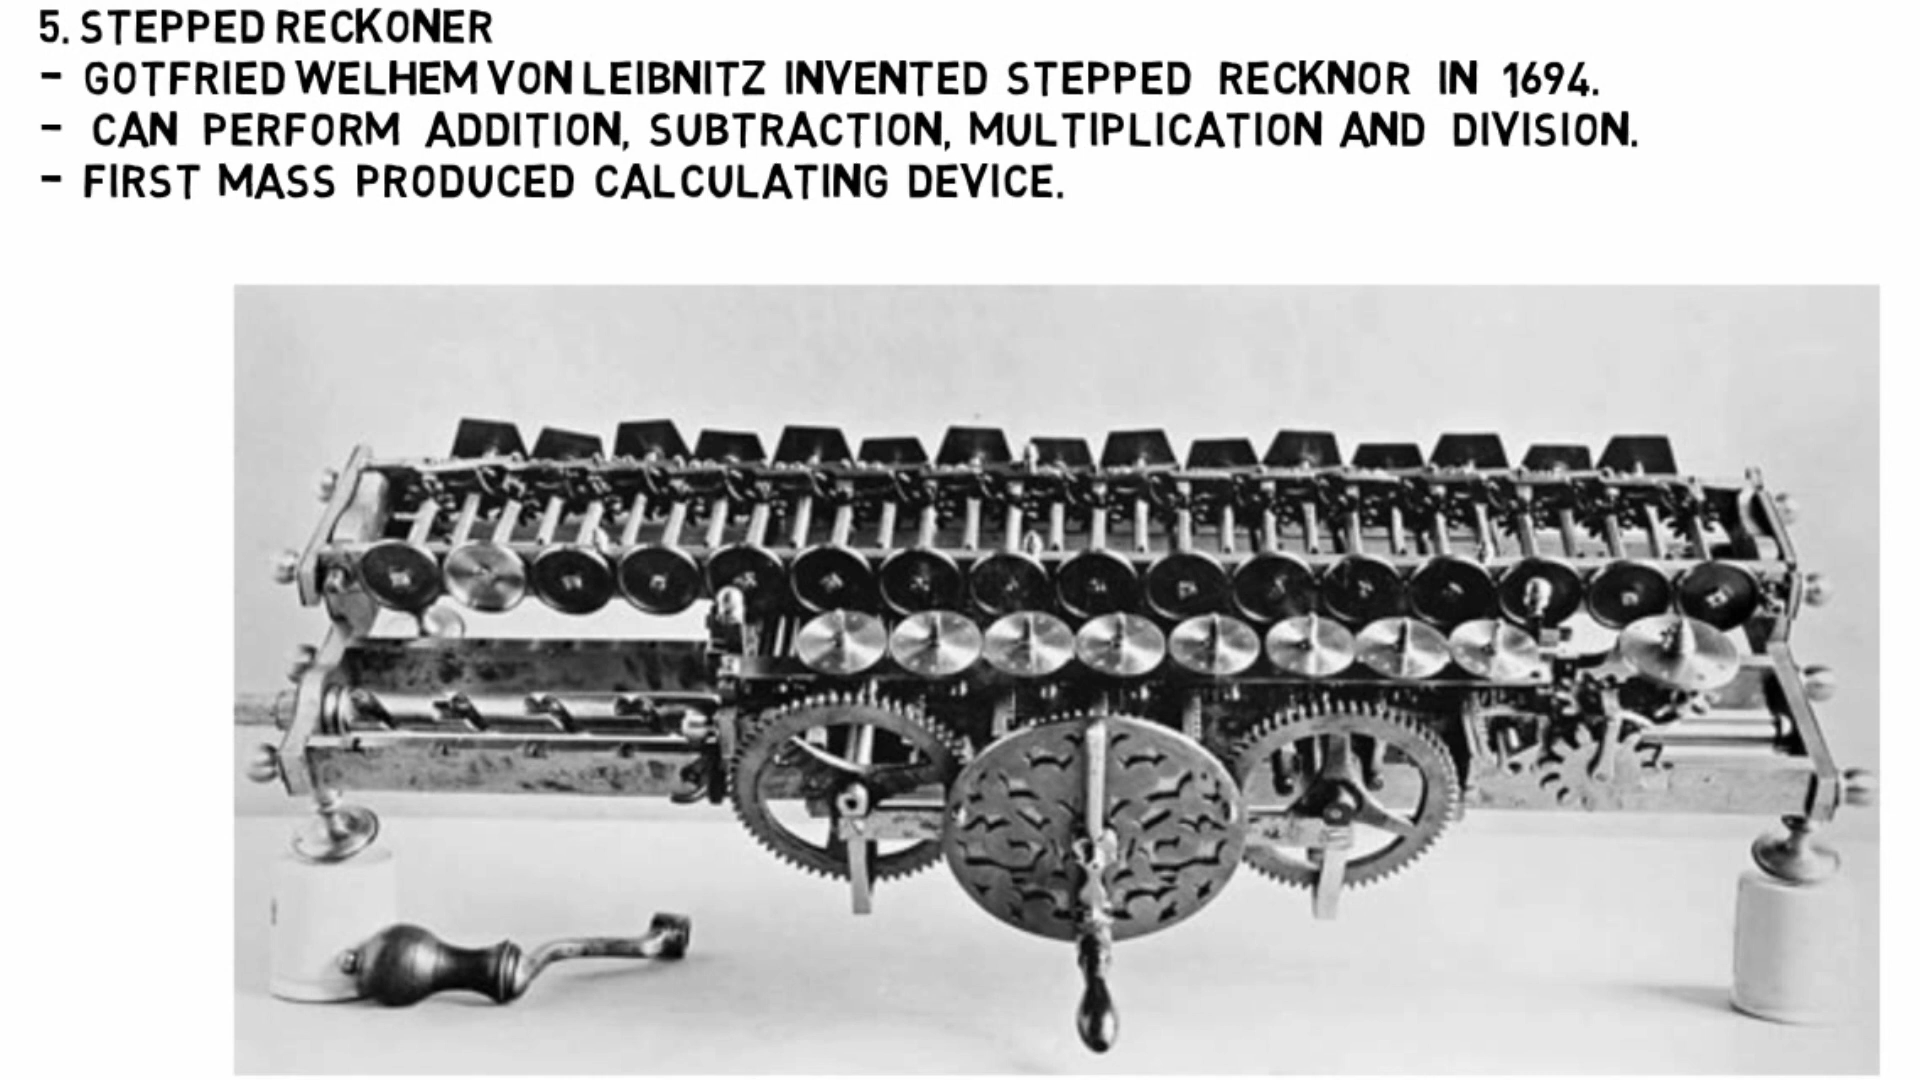 5. STEPPED RECKONER
- GOTFRIED WELHEM VON LEIBNITZ INVENTED STEPPED RECKNOR IN 1694.
- CAN PERFORM ADDITION, SUBTRACTION, MULTIPLICATION AND DIVISION.
- FIRST MASS PRODUCED CALCULATING DEVICE.